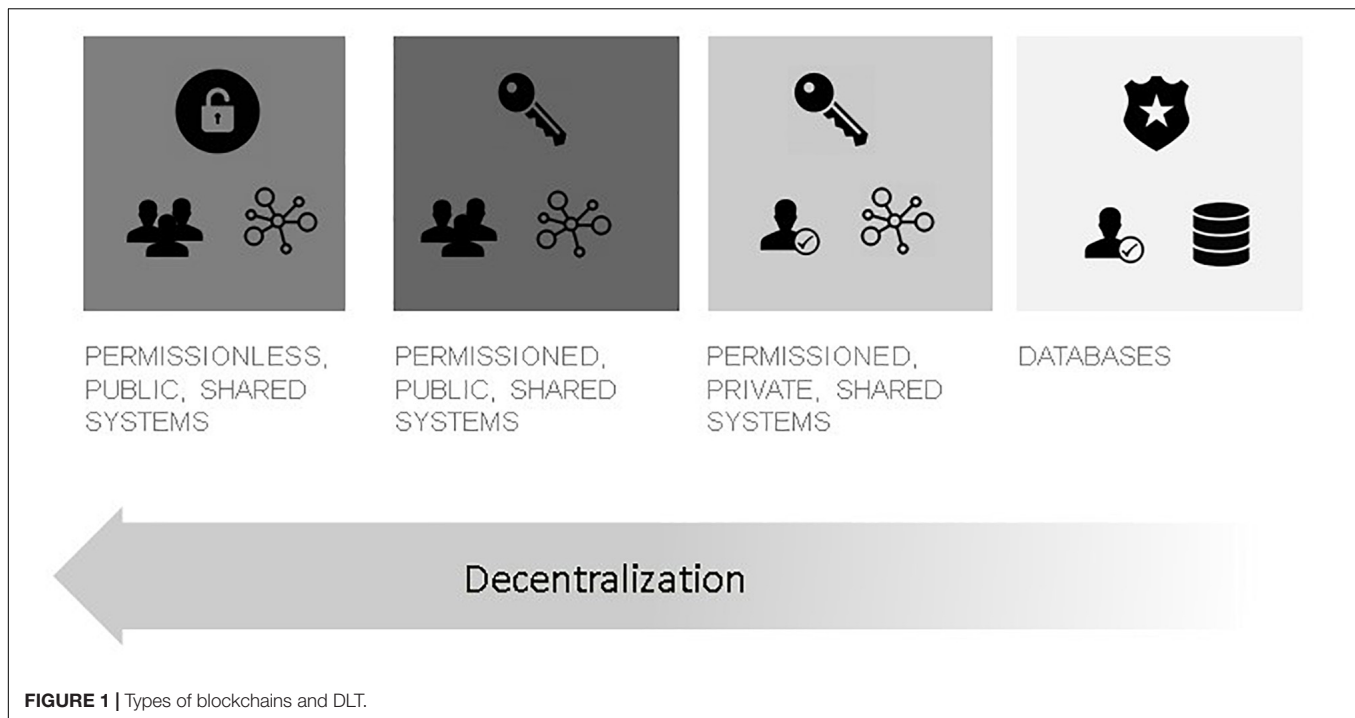 PERMISSIONLESS,
PUBLIC, SHARED
SYSTEMS
PERMISSIONED,
PUBLIC, SHARED
SYSTEMS
PERMISSIONED,
PRIVATE, SHARED
SYSTEMS
DATABASES
Decentralization
FIGURE 1 | Types of blockchains and DLT.